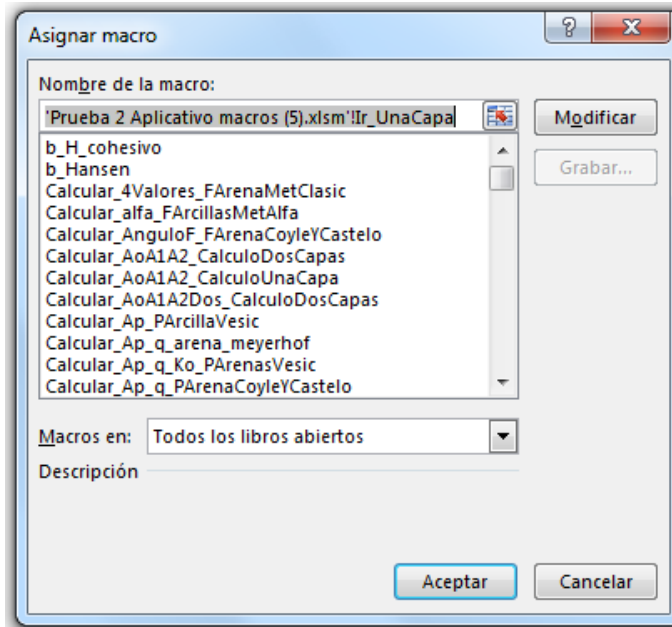 Asignar macro
Nombre de la macro:
'Prueba 2 Aplicativo macros (5).xlsm'!Ir_UnaCapa
Modificar
b_H_cohesivo
b_Hansen
Calcular_4Valores_FArenaMetClasic
Calcular_alfa_FArcillasMetAlfa
Calcular_AnguloF_FArenaCoyleYCastelo
Calcular_AoA1A2_CalculoDosCapas
Calcular_AoA1A2_CalculoUnaCapa
Calcular_AoA1A2Dos_CalculoDosCapas
Calcular_Ap_PArcillaVesic
Calcular_Ap_q_arena_meyerhof
Calcular_Ap_q_Ko_PArenasVesic
Calcular_Ap_q_PArenaCoyleYCastelo
Grabar...
Macros en: Todos los libros abiertos
Descripción
Aceptar
Cancelar